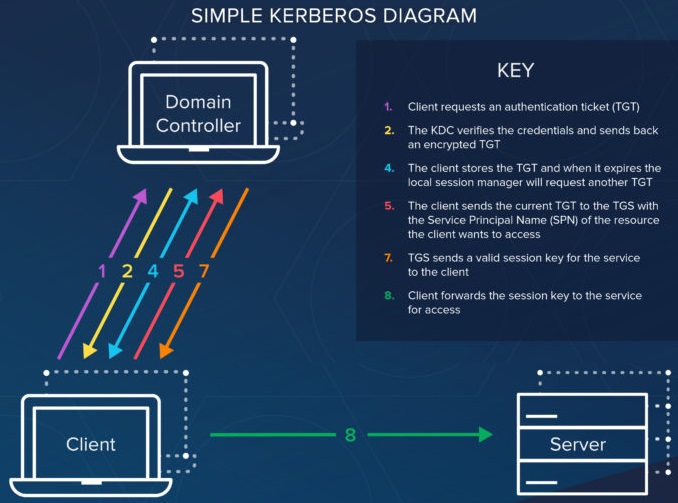 SIMPLE KERBEROS DIAGRAM
Domain
Controller
KEY
1. Client requests an authentication ticket (TGT)
2. The KDC verifies the credentials and sends back
an encrypted TGT
4. The client stores the TGT and when it expires the
local session manager will request another TGT
5. The client sends the current TGT to the TGS with
the Service Principal Name (SPN) of the resource
the client wants to access
7. TGS sends a valid session key for the service
to the client
8. Client forwards the session key to the service
for access
1 2 4 5 7
Client
8
Server